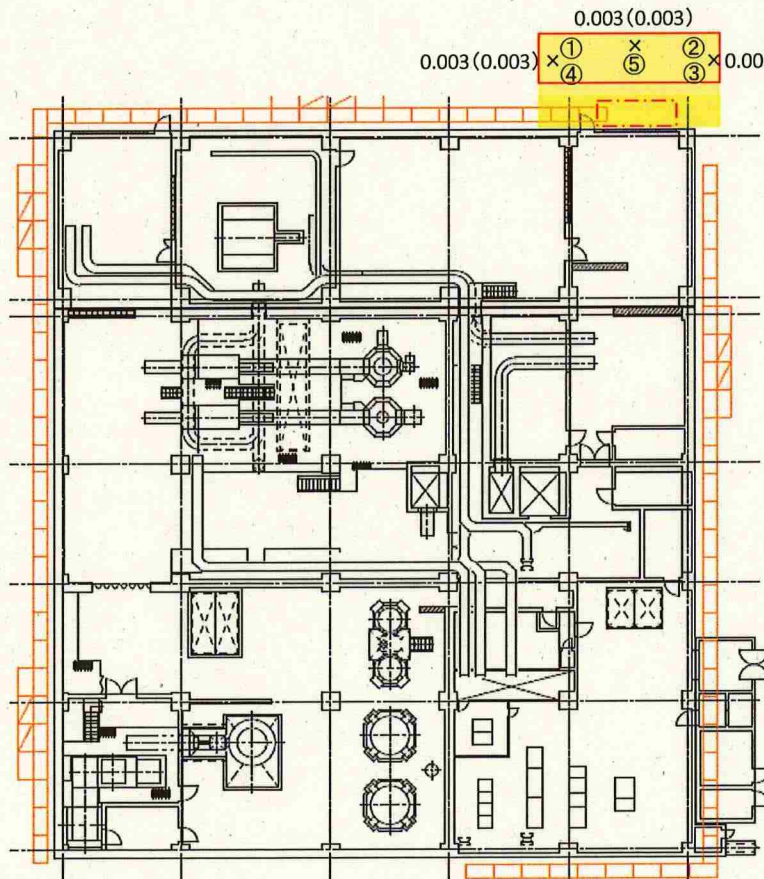 0.003(0.003)
① × ②
0.003(0.003) × ⑤ × 0.00
④ ③